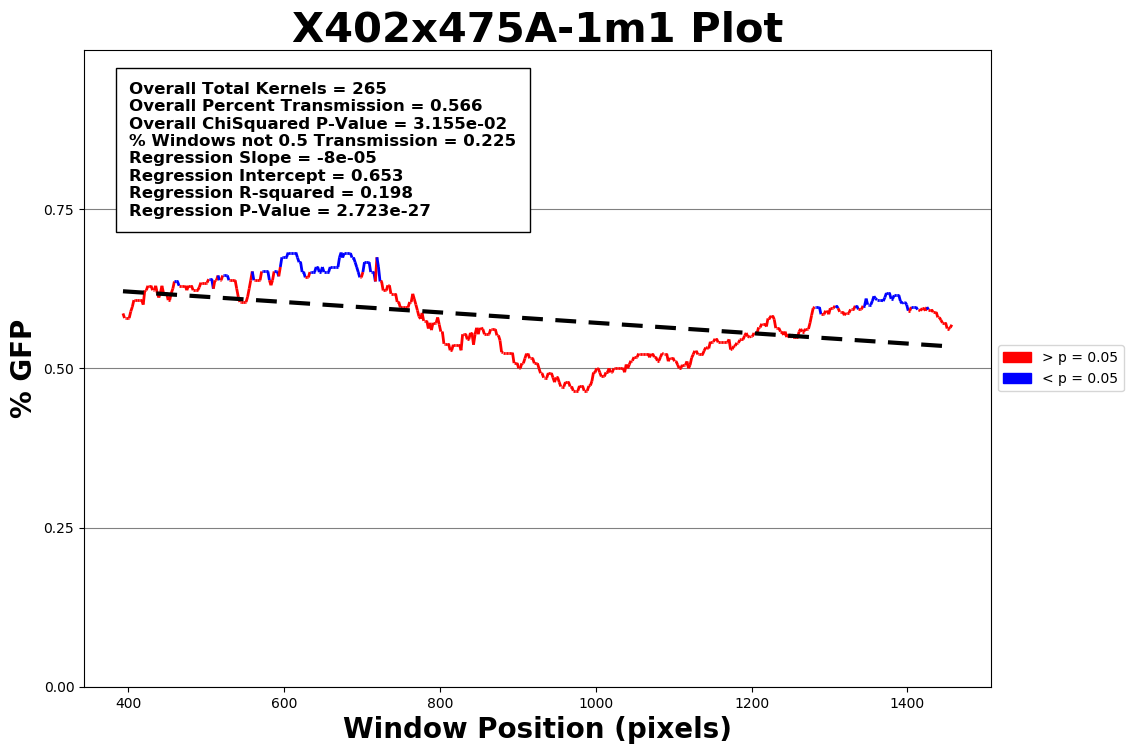 X402x475A-1m1 Plot
Overall Total Kernels = 265
Overall Percent Transmission = 0.566
Overall ChiSquared P-Value = 3.155e-02
% Windows not 0.5 Transmission = 0.225
Regression Slope = -8e-05
Regression Intercept = 0.653
Regression R-squared = 0.198
Regression P-Value = 2.723e-27
% GFP
0.75
0.50
0.25
0.00
> p = 0.05
< p = 0.05
400 600 800 1000 1200 1400
Window Position (pixels)